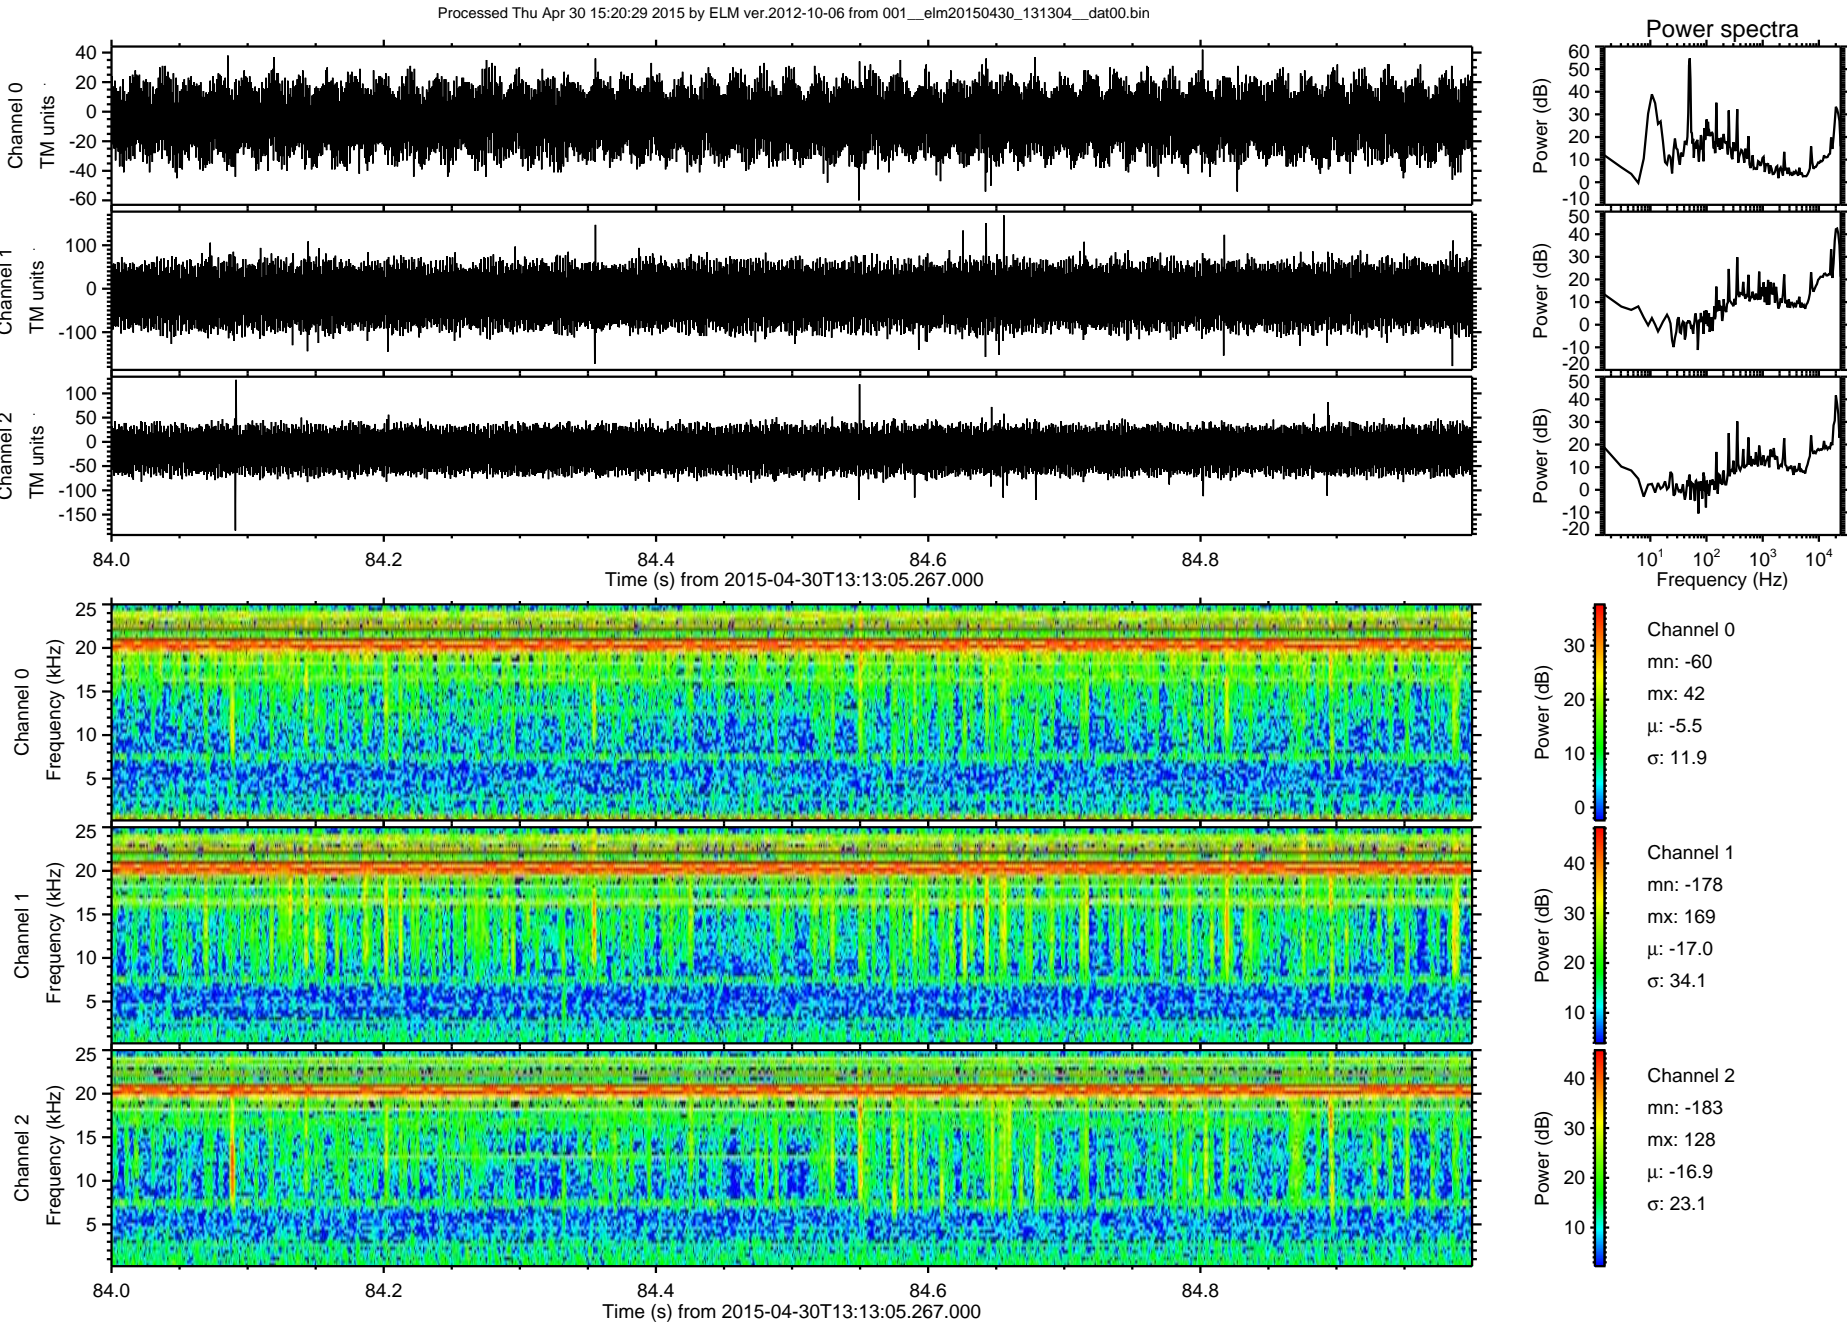 Processed Thu Apr 30 15:20:29 2015 by ELM ver.2012-10-06 from 001__elm20150430_131304__dat00.bin
Power spectra
Channel 0
TM units
40
20
0
-20
-40
-60
Power (dB)
60
50
40
30
20
10
0
-10
Channel 1
TM units
100
0
-100
Power (dB)
50
40
30
20
10
0
-10
-20
Channel 2
TM units
100
50
0
-50
-100
-150
Power (dB)
50
40
30
20
10
0
-10
-20
84.0 84.2 84.4 84.6 84.8
Time (s) from 2015-04-30T13:13:05.267.000
10¹ 10² 10³ 10⁴
Frequency (Hz)
Channel 0
Frequency (kHz)
25
20
15
10
5
Power (dB)
30
20
10
0
Channel 0
mn: -60
mx: 42
μ: -5.5
σ: 11.9
Channel 1
Frequency (kHz)
25
20
15
10
5
Power (dB)
40
30
20
10
Channel 1
mn: -178
mx: 169
μ: -17.0
σ: 34.1
Channel 2
Frequency (kHz)
25
20
15
10
5
Power (dB)
40
30
20
10
Channel 2
mn: -183
mx: 128
μ: -16.9
σ: 23.1
84.0 84.2 84.4 84.6 84.8
Time (s) from 2015-04-30T13:13:05.267.000